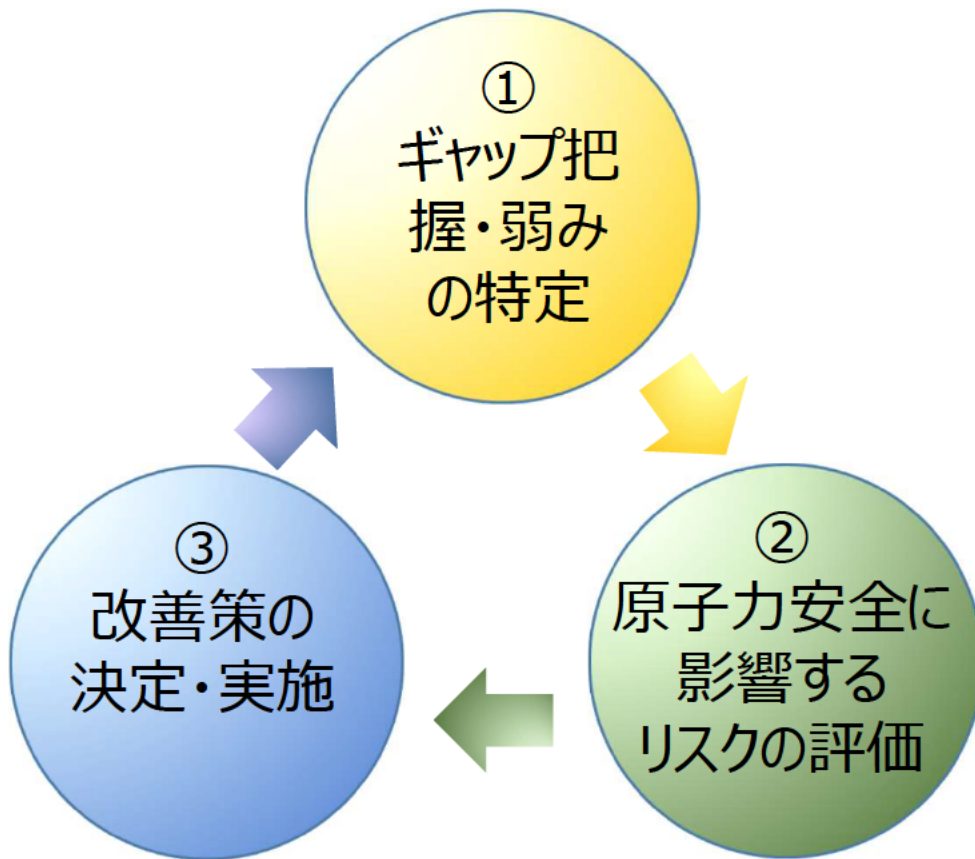 ①
ギャップ把
握・弱み
の特定
②
原子力安全に
影響する
リスクの評価
③
改善策の
決定・実施